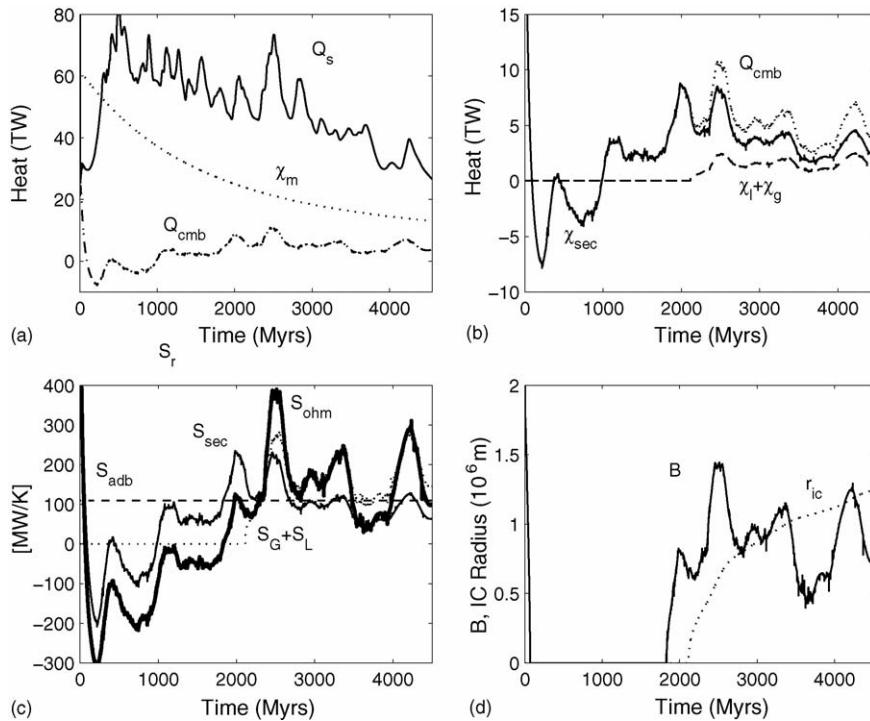 80
60
40
20
0
Heat (TW)
Q_s
χ_m
Q_cmb
0 1000 2000 3000 4000
(a) Time (Myrs)
15
10
5
0
−5
−10
Heat (TW)
Q_cmb
χ_l+χ_g
χ_sec
0 1000 2000 3000 4000
(b) Time (Myrs)
S_r
400
300
200
100
0
−100
−200
−300
[MW/K]
S_ohm
S_sec
S_adb
S_G+S_L
0 1000 2000 3000 4000
(c) Time (Myrs)
2
1.5
1
0.5
0
B, IC Radius (10^6m)
B
r_ic
0 1000 2000 3000 4000
(d) Time (Myrs)